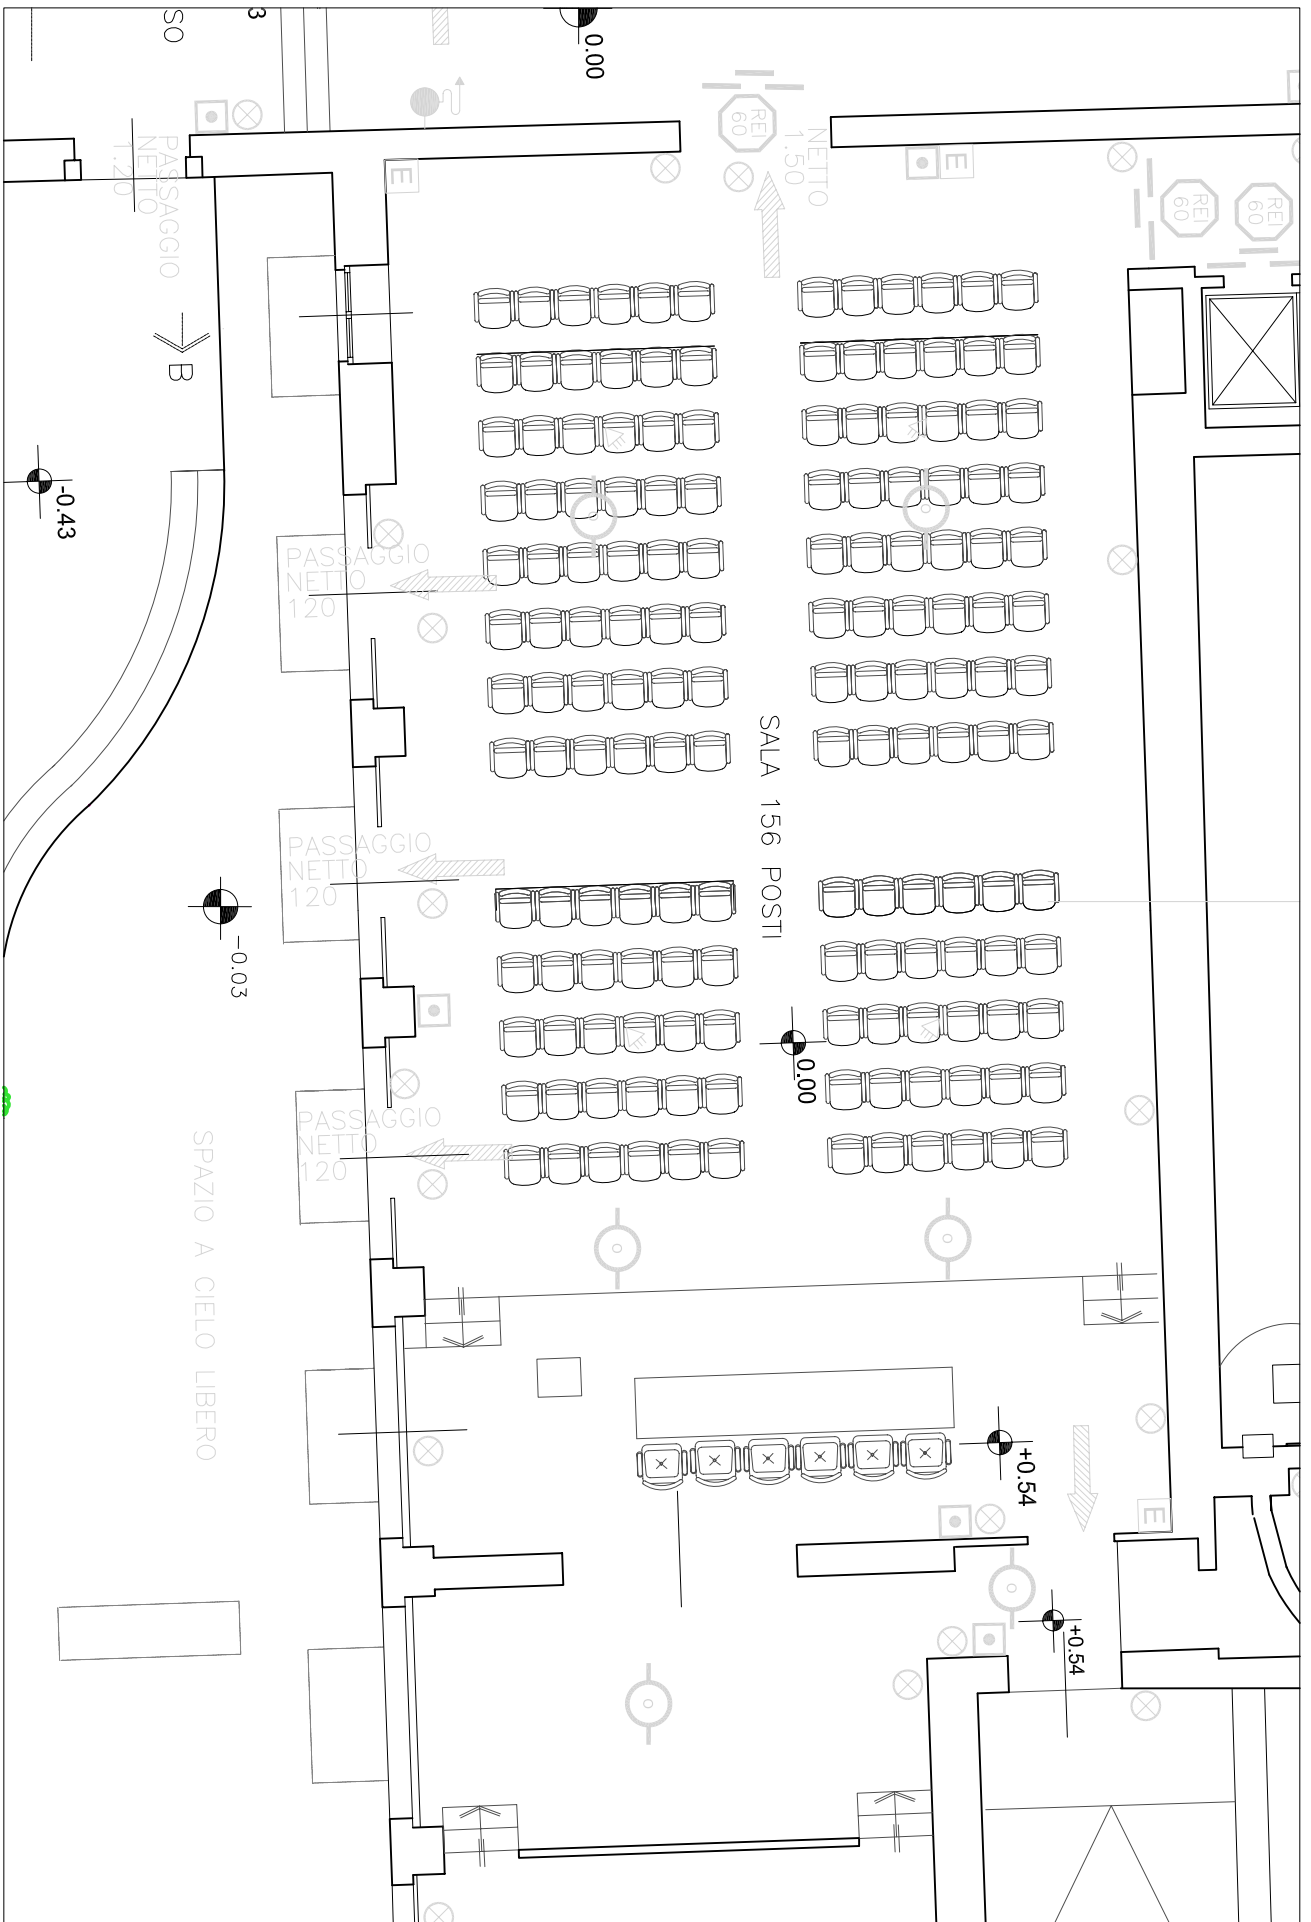 SO
3
0.00
PASSAGGIO
NETTO
1.20
REI
60
NETTO
1.50
E
E
REI
60
REI
60
B
-0.43
PASSAGGIO
NETTO
120
SALA 156 POSTI
PASSAGGIO
NETTO
120
-0.03
0.00
PASSAGGIO
NETTO
120
SPAZIO A CIELO LIBERO
+0.54
E
+0.54